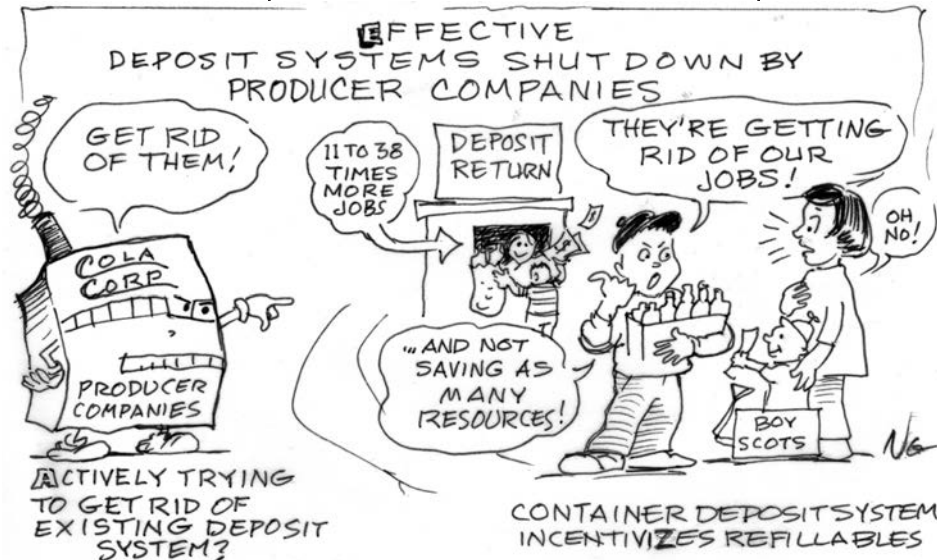 EFFECTIVE
DEPOSIT SYSTEMS SHUT DOWN BY
PRODUCER COMPANIES
GET RID
OF THEM!
11 TO 38
TIMES
MORE
JOBS
DEPOSIT
RETURN
THEY'RE GETTING
RID OF OUR
JOBS!
OH
NO!
COLA
CORP
PRODUCER
COMPANIES
...AND NOT
SAVING AS
MANY
RESOURCES!
BOY
SCOTS
NG
ACTIVELY TRYING
TO GET RID OF
EXISTING DEPOSIT
SYSTEM?
CONTAINER DEPOSIT SYSTEM
INCENTIVIZES REFILLABLES